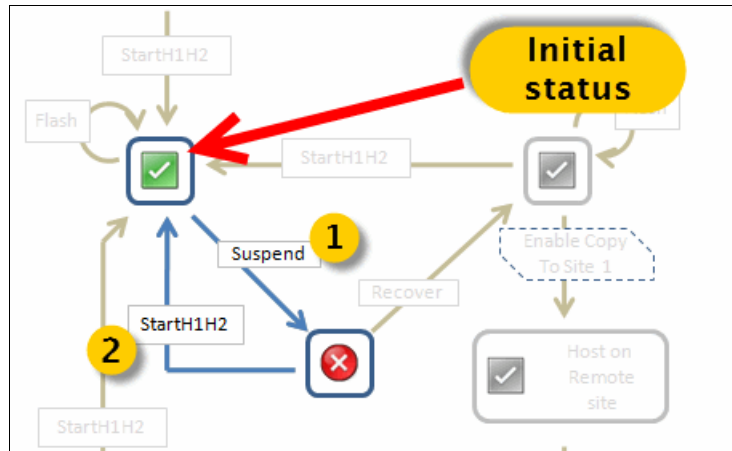 Initial
status
StartH1H2
Flash
StartH1H2
1
Suspend
Enable Copy
To Site 1
Recover
StartH1H2
2
Host on
Remote
site
StartH1H2